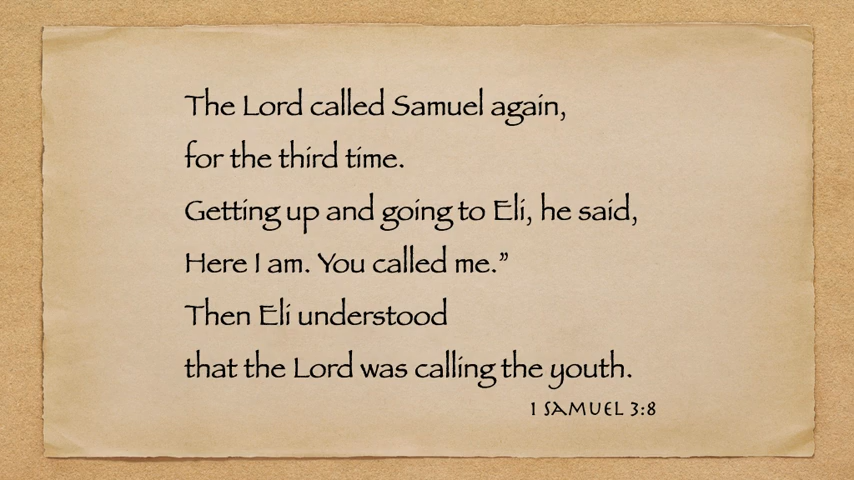 The Lord called Samuel again,
for the third time.
Getting up and going to Eli, he said,
Here I am. You called me.”
Then Eli understood
that the Lord was calling the youth.
1 SAMUEL 3:8